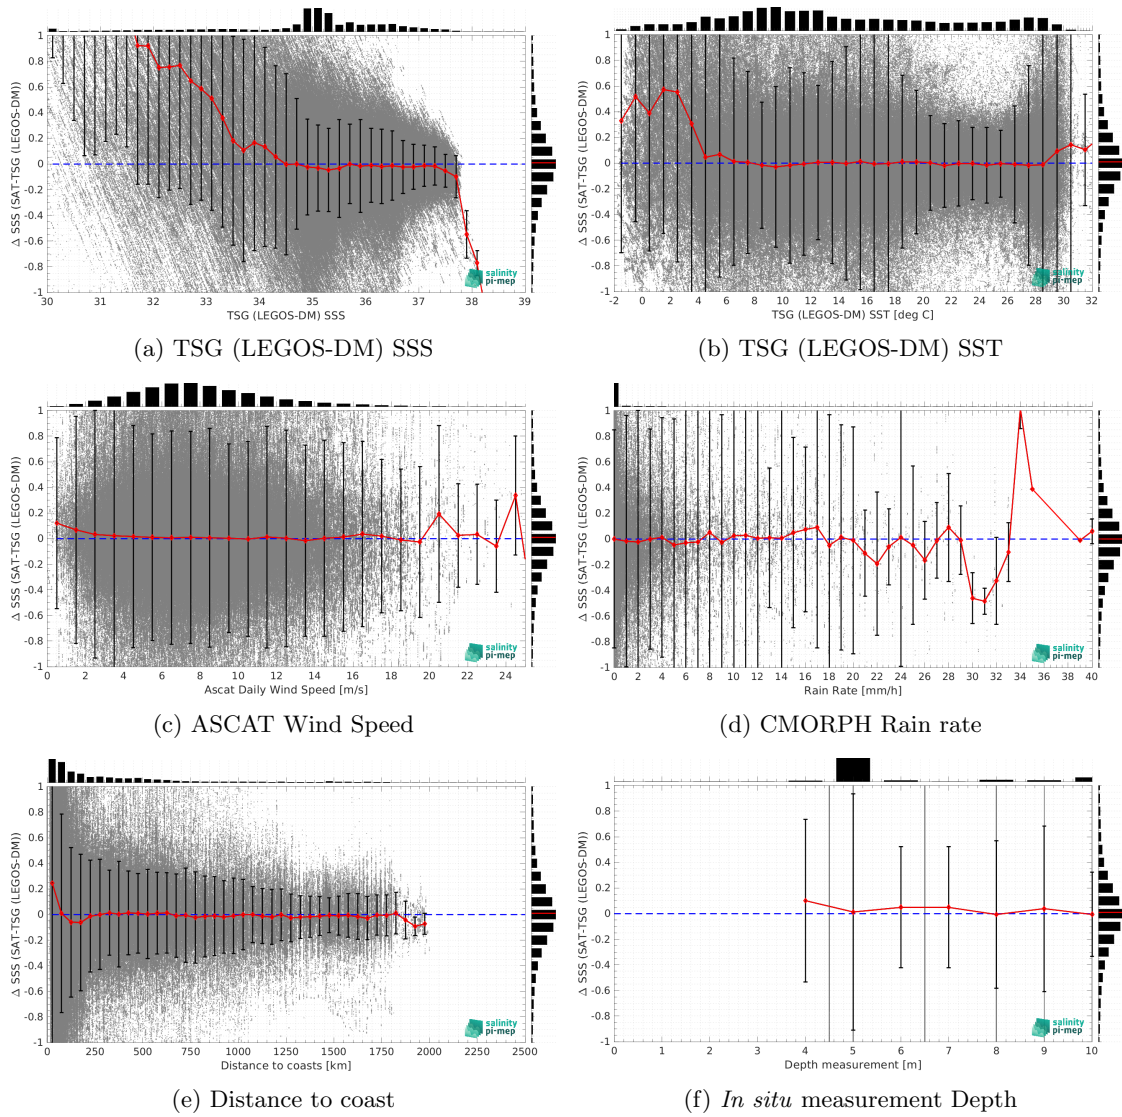 1
0.8
0.6
0.4
0.2
0
-0.2
-0.4
-0.6
-0.8
-1
Δ SSS (SAT-TSG (LEGOS-DM))
30 31 32 33 34 35 36 37 38 39
TSG (LEGOS-DM) SSS
salinity
pi-mep
(a) TSG (LEGOS-DM) SSS
1
0.8
0.6
0.4
0.2
0
-0.2
-0.4
-0.6
-0.8
-1
Δ SSS (SAT-TSG (LEGOS-DM))
-2 0 2 4 6 8 10 12 14 16 18 20 22 24 26 28 30 32
TSG (LEGOS-DM) SST [deg C]
salinity
pi-mep
(b) TSG (LEGOS-DM) SST
1
0.8
0.6
0.4
0.2
0
-0.2
-0.4
-0.6
-0.8
-1
Δ SSS (SAT-TSG (LEGOS-DM))
0 2 4 6 8 10 12 14 16 18 20 22 24
Ascat Daily Wind Speed [m/s]
salinity
pi-mep
(c) ASCAT Wind Speed
1
0.8
0.6
0.4
0.2
0
-0.2
-0.4
-0.6
-0.8
-1
Δ SSS (SAT-TSG (LEGOS-DM))
0 2 4 6 8 10 12 14 16 18 20 22 24 26 28 30 32 34 36 38 40
Rain Rate [mm/h]
salinity
pi-mep
(d) CMORPH Rain rate
1
0.8
0.6
0.4
0.2
0
-0.2
-0.4
-0.6
-0.8
-1
Δ SSS (SAT-TSG (LEGOS-DM))
0 250 500 750 1000 1250 1500 1750 2000 2250 2500
Distance to coasts [km]
salinity
pi-mep
(e) Distance to coast
1
0.8
0.6
0.4
0.2
0
-0.2
-0.4
-0.6
-0.8
-1
Δ SSS (SAT-TSG (LEGOS-DM))
0 1 2 3 4 5 6 7 8 9 10
Depth measurement [m]
salinity
pi-mep
(f) In situ measurement Depth